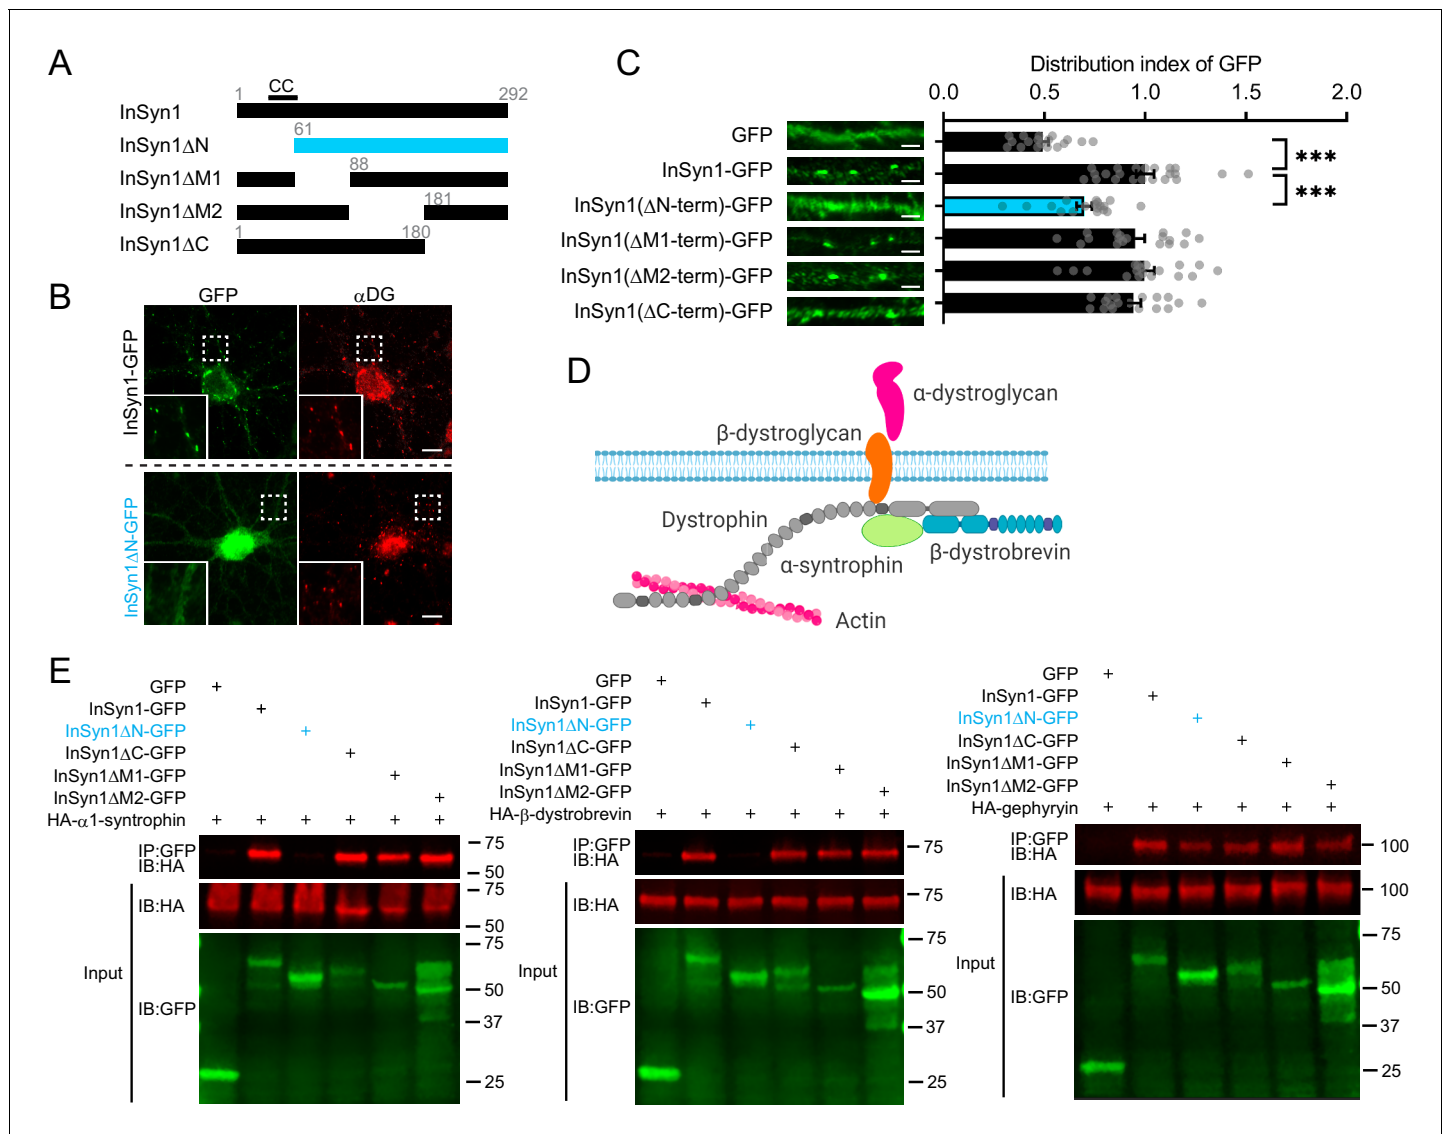 A
1
CC
292
InSyn1
61
InSyn1ΔN
88
InSyn1ΔM1
181
InSyn1ΔM2
1
180
InSyn1ΔC
B
GFP
αDG
InSyn1-GFP
InSyn1ΔN-GFP
C
Distribution index of GFP
0.0 0.5 1.0 1.5 2.0
GFP
InSyn1-GFP
InSyn1(ΔN-term)-GFP
InSyn1(ΔM1-term)-GFP
InSyn1(ΔM2-term)-GFP
InSyn1(ΔC-term)-GFP
***
***
D
α-dystroglycan
β-dystroglycan
Dystrophin
α-syntrophin
β-dystrobrevin
Actin
E
GFP +
InSyn1-GFP +
InSyn1ΔN-GFP +
InSyn1ΔC-GFP +
InSyn1ΔM1-GFP +
InSyn1ΔM2-GFP +
HA-α1-syntrophin + + + + + +
IP:GFP
IB:HA
75
50
IB:HA
75
50
Input
IB:GFP
75
50
37
25
GFP +
InSyn1-GFP +
InSyn1ΔN-GFP +
InSyn1ΔC-GFP +
InSyn1ΔM1-GFP +
InSyn1ΔM2-GFP +
HA-β-dystrobrevin + + + + + +
IP:GFP
IB:HA
75
IB:HA
75
Input
IB:GFP
75
50
37
25
GFP +
InSyn1-GFP +
InSyn1ΔN-GFP +
InSyn1ΔC-GFP +
InSyn1ΔM1-GFP +
InSyn1ΔM2-GFP +
HA-gephyryin + + + + + +
IP:GFP
IB:HA
100
IB:HA
100
Input
IB:GFP
75
50
37
25